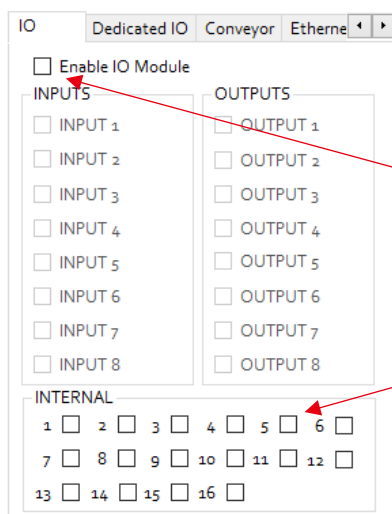 IO Dedicated IO Conveyor Etherne
Enable IO Module
INPUTS OUTPUTS
INPUT 1 OUTPUT 1
INPUT 2 OUTPUT 2
INPUT 3 OUTPUT 3
INPUT 4 OUTPUT 4
INPUT 5 OUTPUT 5
INPUT 6 OUTPUT 6
INPUT 7 OUTPUT 7
INPUT 8 OUTPUT 8
INTERNAL
1 2 3 4 5 6
7 8 9 10 11 12
13 14 15 16